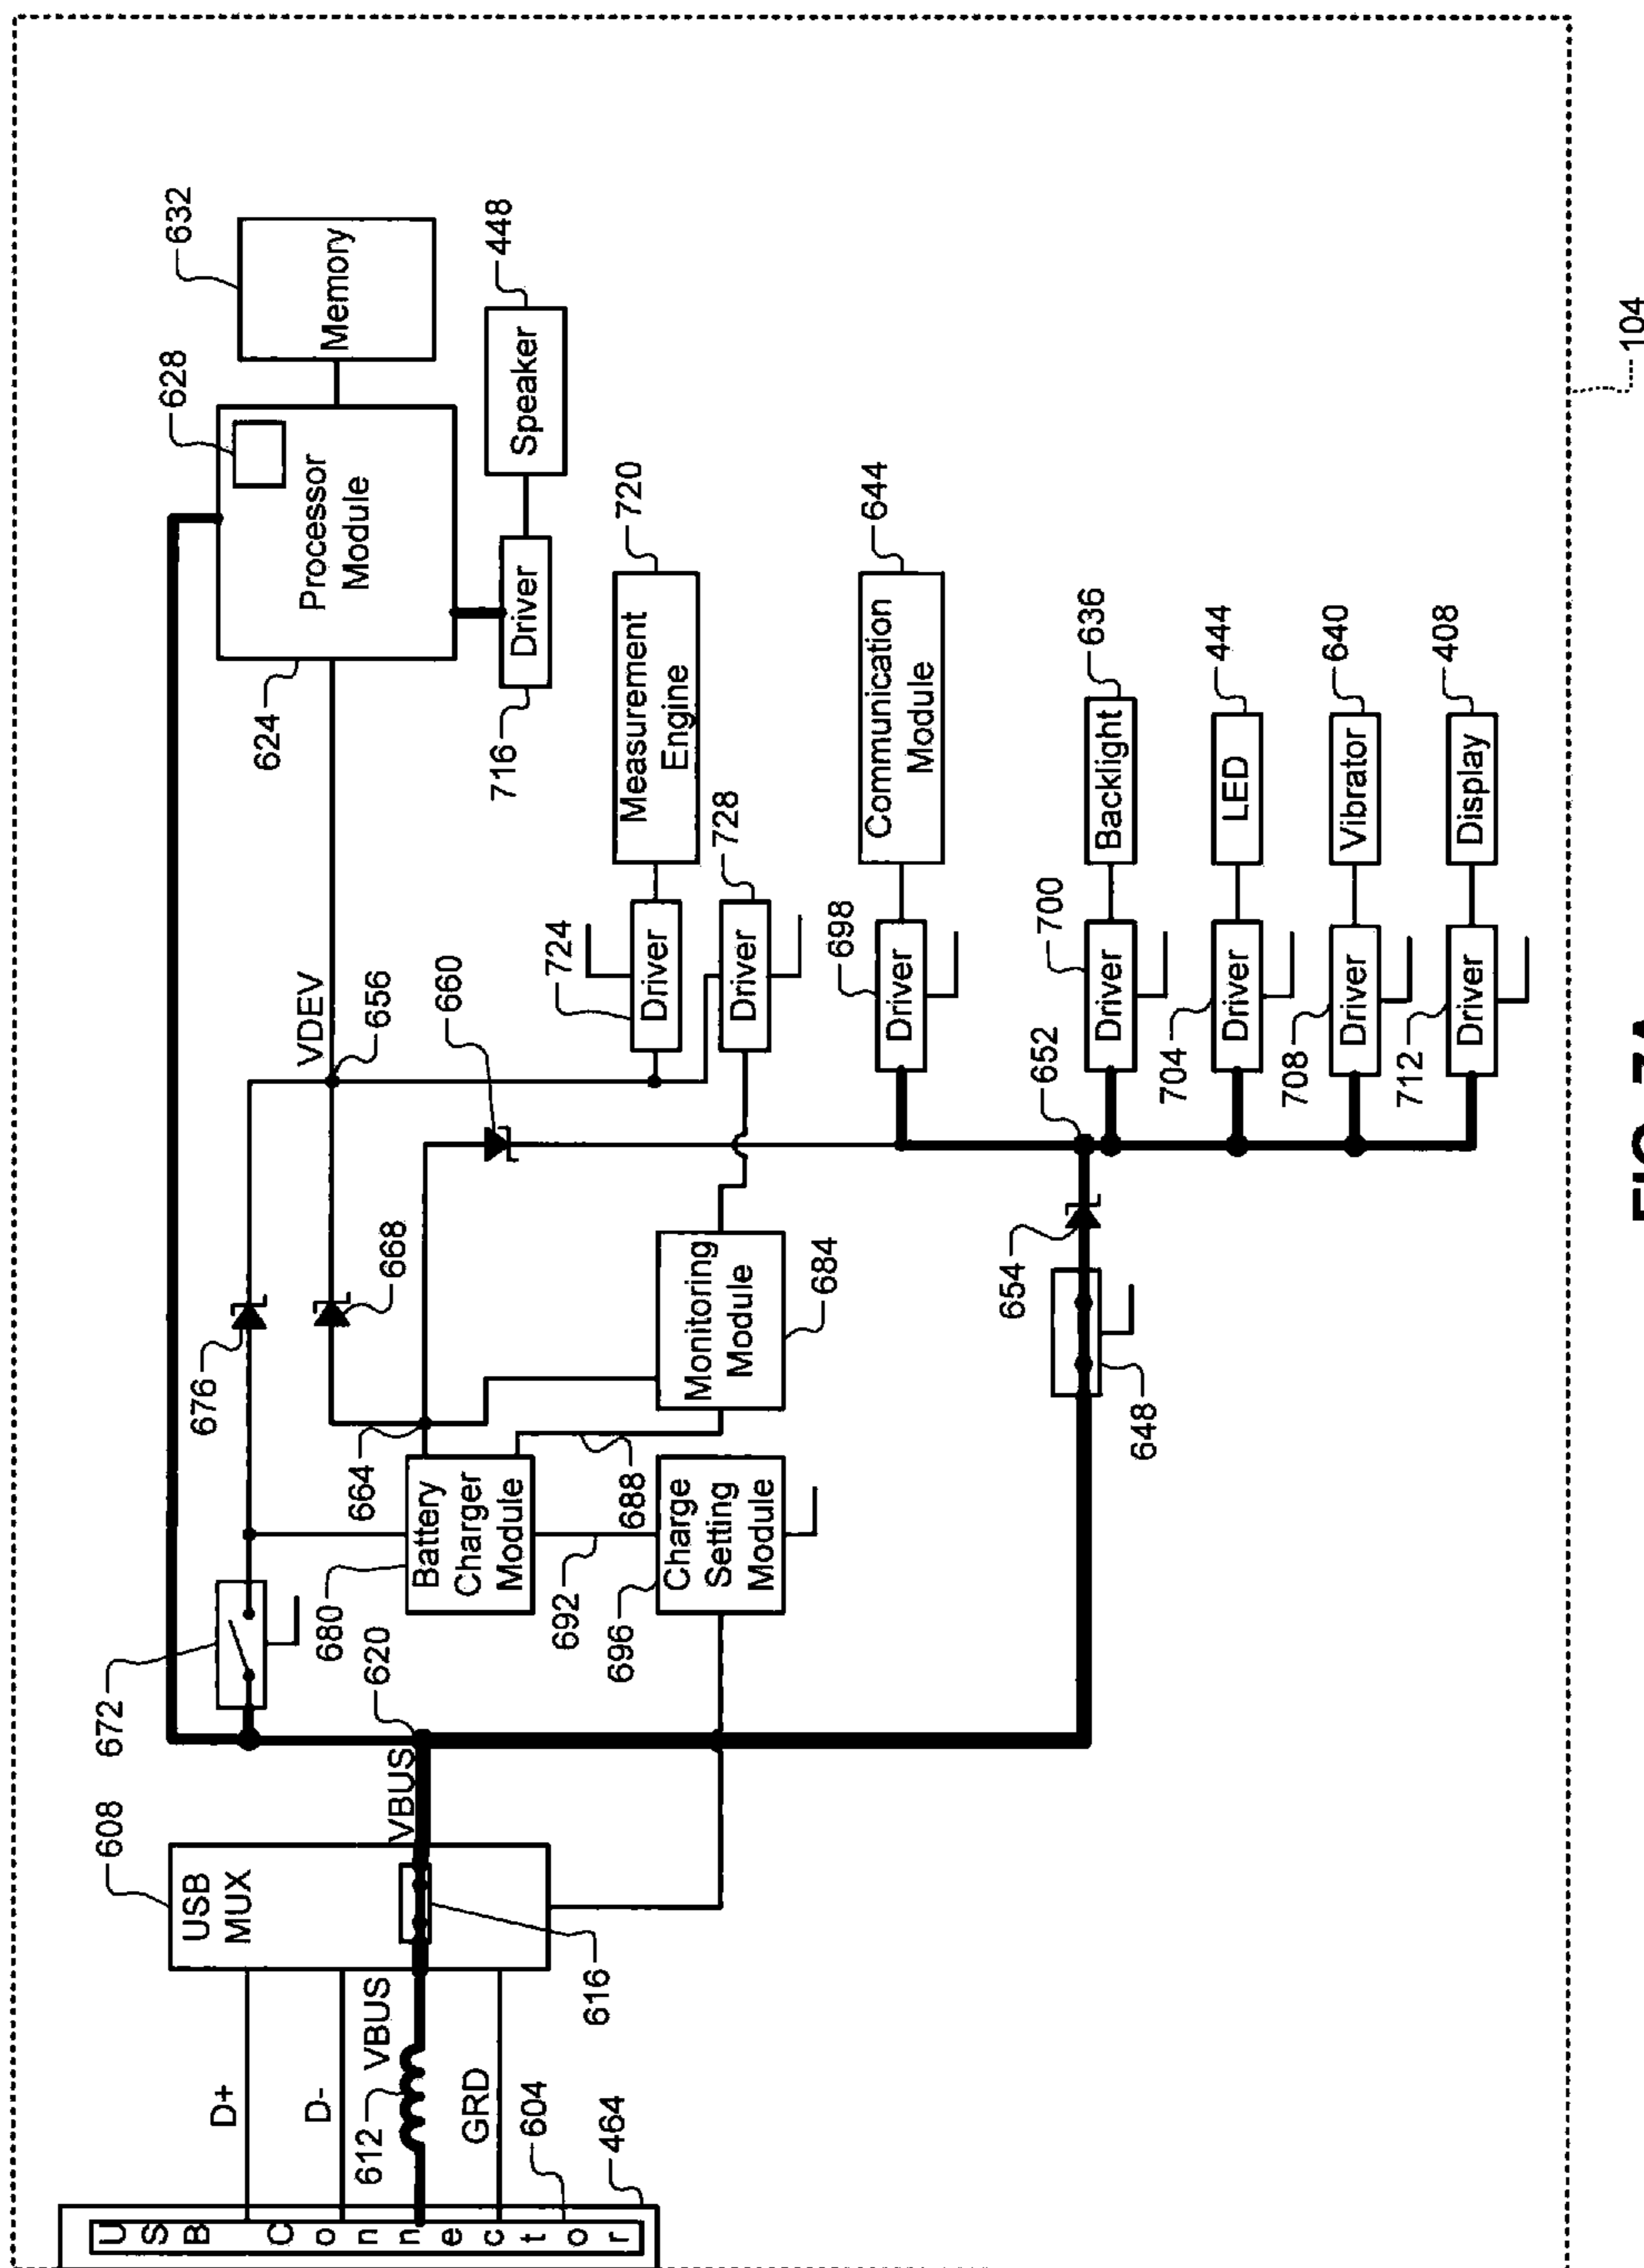 632
Memory
628
Processor
Module
624
448
Speaker
Driver
716
720
Measurement
Engine
724
Driver
728
Driver
644
Communication
Module
698
Driver
636
Backlight
700
Driver
444
LED
704
Driver
640
Vibrator
708
Driver
408
Display
712
Driver
VDEV
656
660
652
676
668
664
654
648
Monitoring
Module
684
688
Battery
Charger
Module
680
692
Charge
Setting
Module
696
672
620
VBUS
608
USB
MUX
616
D+
D-
VBUS
612
GRD
604
464
USB Connector
104